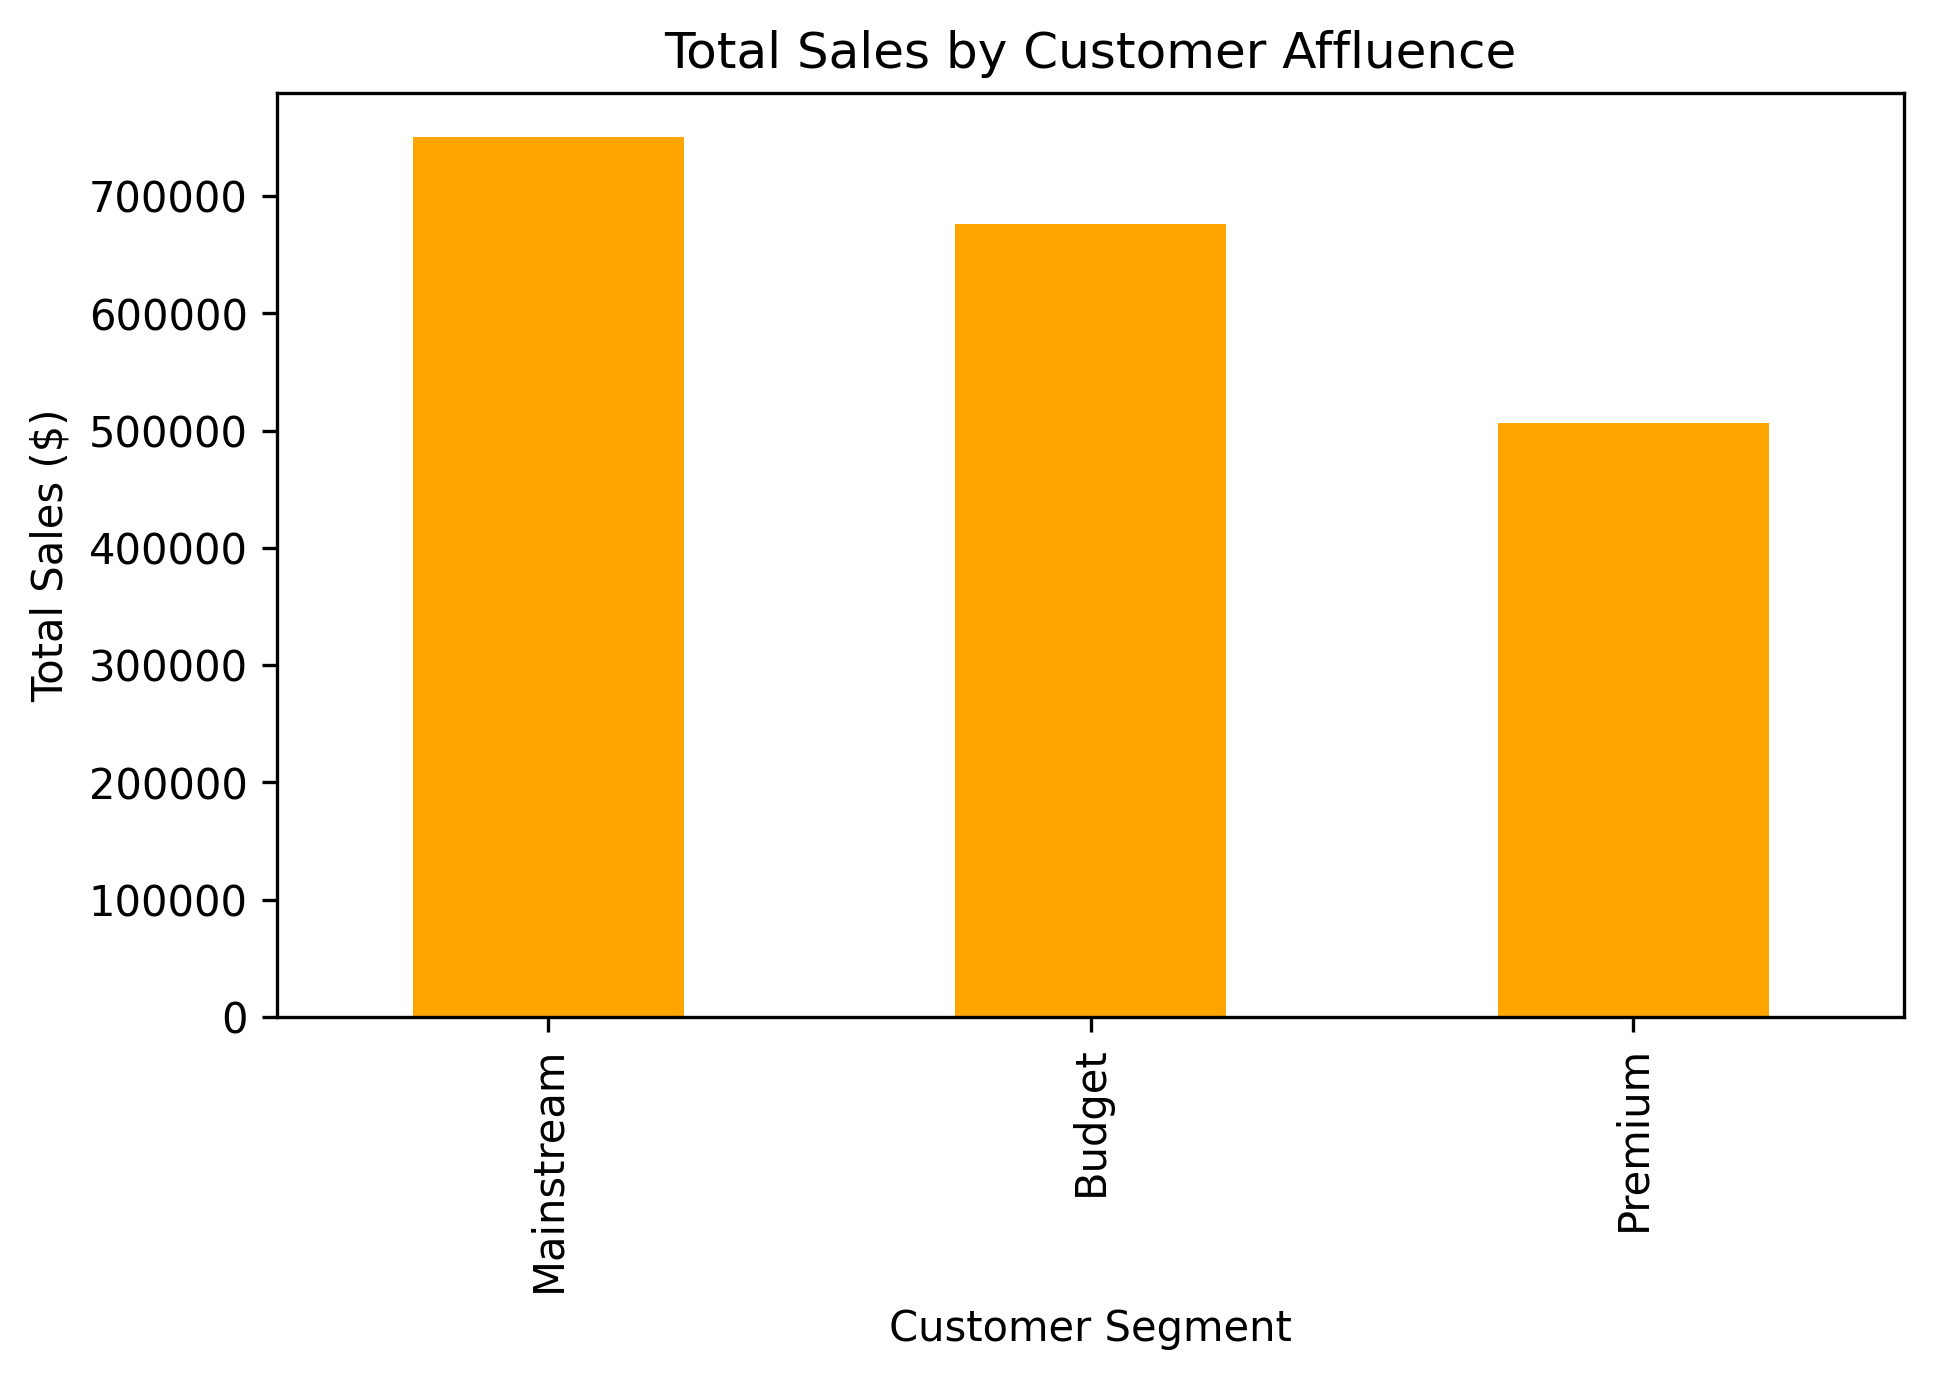 Total Sales by Customer Affluence
Total Sales ($)
700000
600000
500000
400000
300000
200000
100000
0
Mainstream
Budget
Premium
Customer Segment